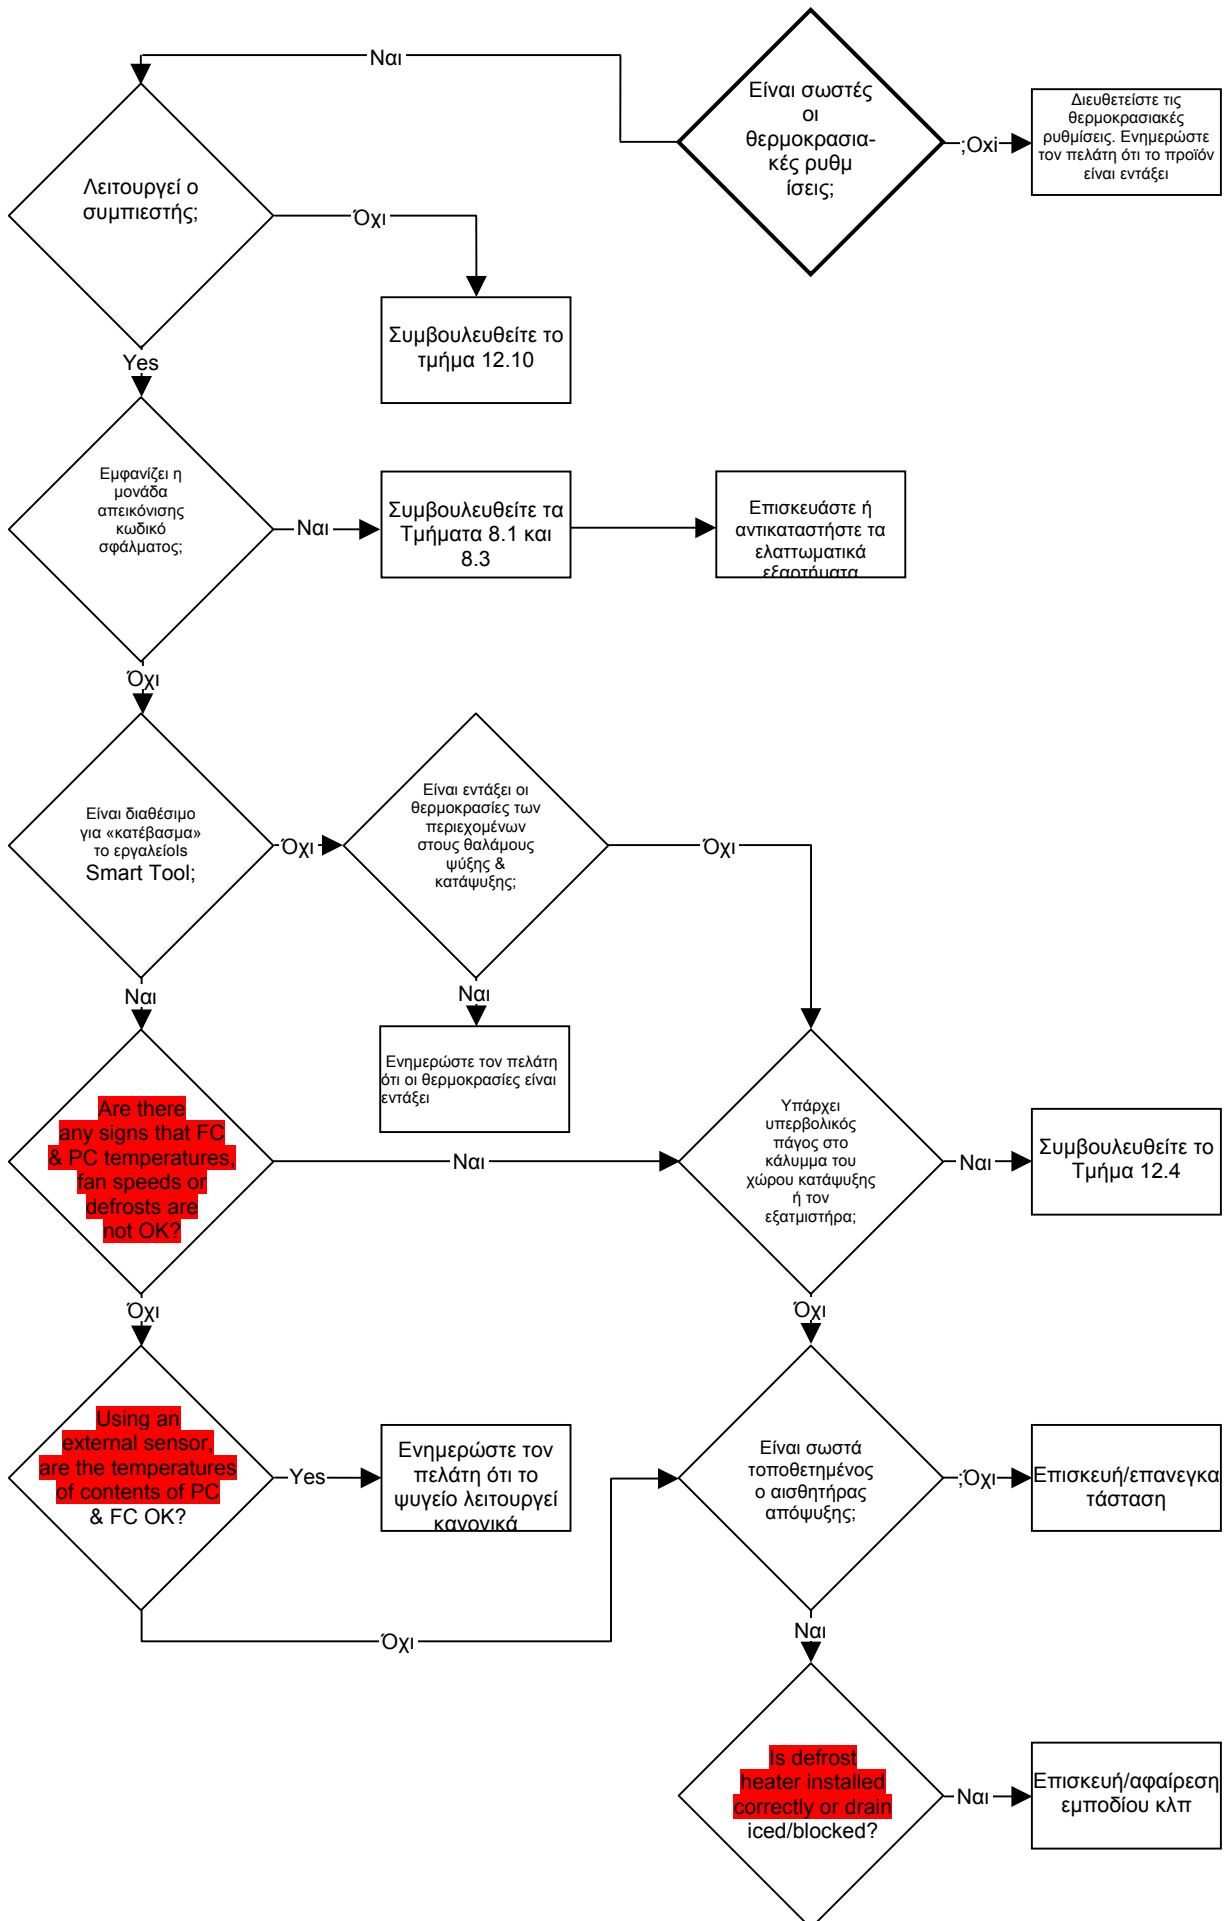 Ναι
Είναι σωστές
οι
θερμοκρασια-
κές ρυθμ
ίσεις;
;Οχi
Διευθετείστε τις
θερμοκρασιακές
ρυθμίσεις. Ενημερώστε
τον πελάτη ότι το προϊόν
είναι εντάξει
Λειτουργεί ο
συμπιεστής;
Όχι
Συμβουλευθείτε το
τμήμα 12.10
Yes
Εμφανίζει η
μονάδα
απεικόνισης
κωδικό
σφάλματος;
Ναι
Συμβουλευθείτε τα
Τμήματα 8.1 και
8.3
Επισκευάστε ή
αντικαταστήστε τα
ελαττωματικά
εξαρτήματα
Όχι
Είναι διαθέσιμο
για «κατέβασμα»
το εργαλείοls
Smart Tool;
Όχι
Είναι εντάξει οι
θερμοκρασίες των
περιεχομένων
στους θαλάμους
ψύξης &
κατάψυξης;
Όχι
Ναι
Ναι
Ενημερώστε τον πελάτη
ότι οι θερμοκρασίες είναι
εντάξει
Are there
any signs that FC
& PC temperatures,
fan speeds or
defrosts are
not OK?
Ναι
Υπάρχει
υπερβολικός
πάγος στο
κάλυμμα του
χώρου κατάψυξης
ή τον
εξατμιστήρα;
Ναι
Συμβουλευθείτε το
Τμήμα 12.4
Όχι
Όχι
Using an
external sensor,
are the temperatures
of contents of PC
& FC OK?
Yes
Ενημερώστε τον
πελάτη ότι το
ψυγείο λειτουργεί
κανονικά
Είναι σωστά
τοποθετημένος
ο αισθητήρας
απόψυξης;
;Όχι
Επισκευή/επανεγκα
τάσταση
Όχι
Ναι
Is defrost
heater installed
correctly or drain
iced/blocked?
Ναι
Επισκευή/αφαίρεση
εμποδίου κλπ